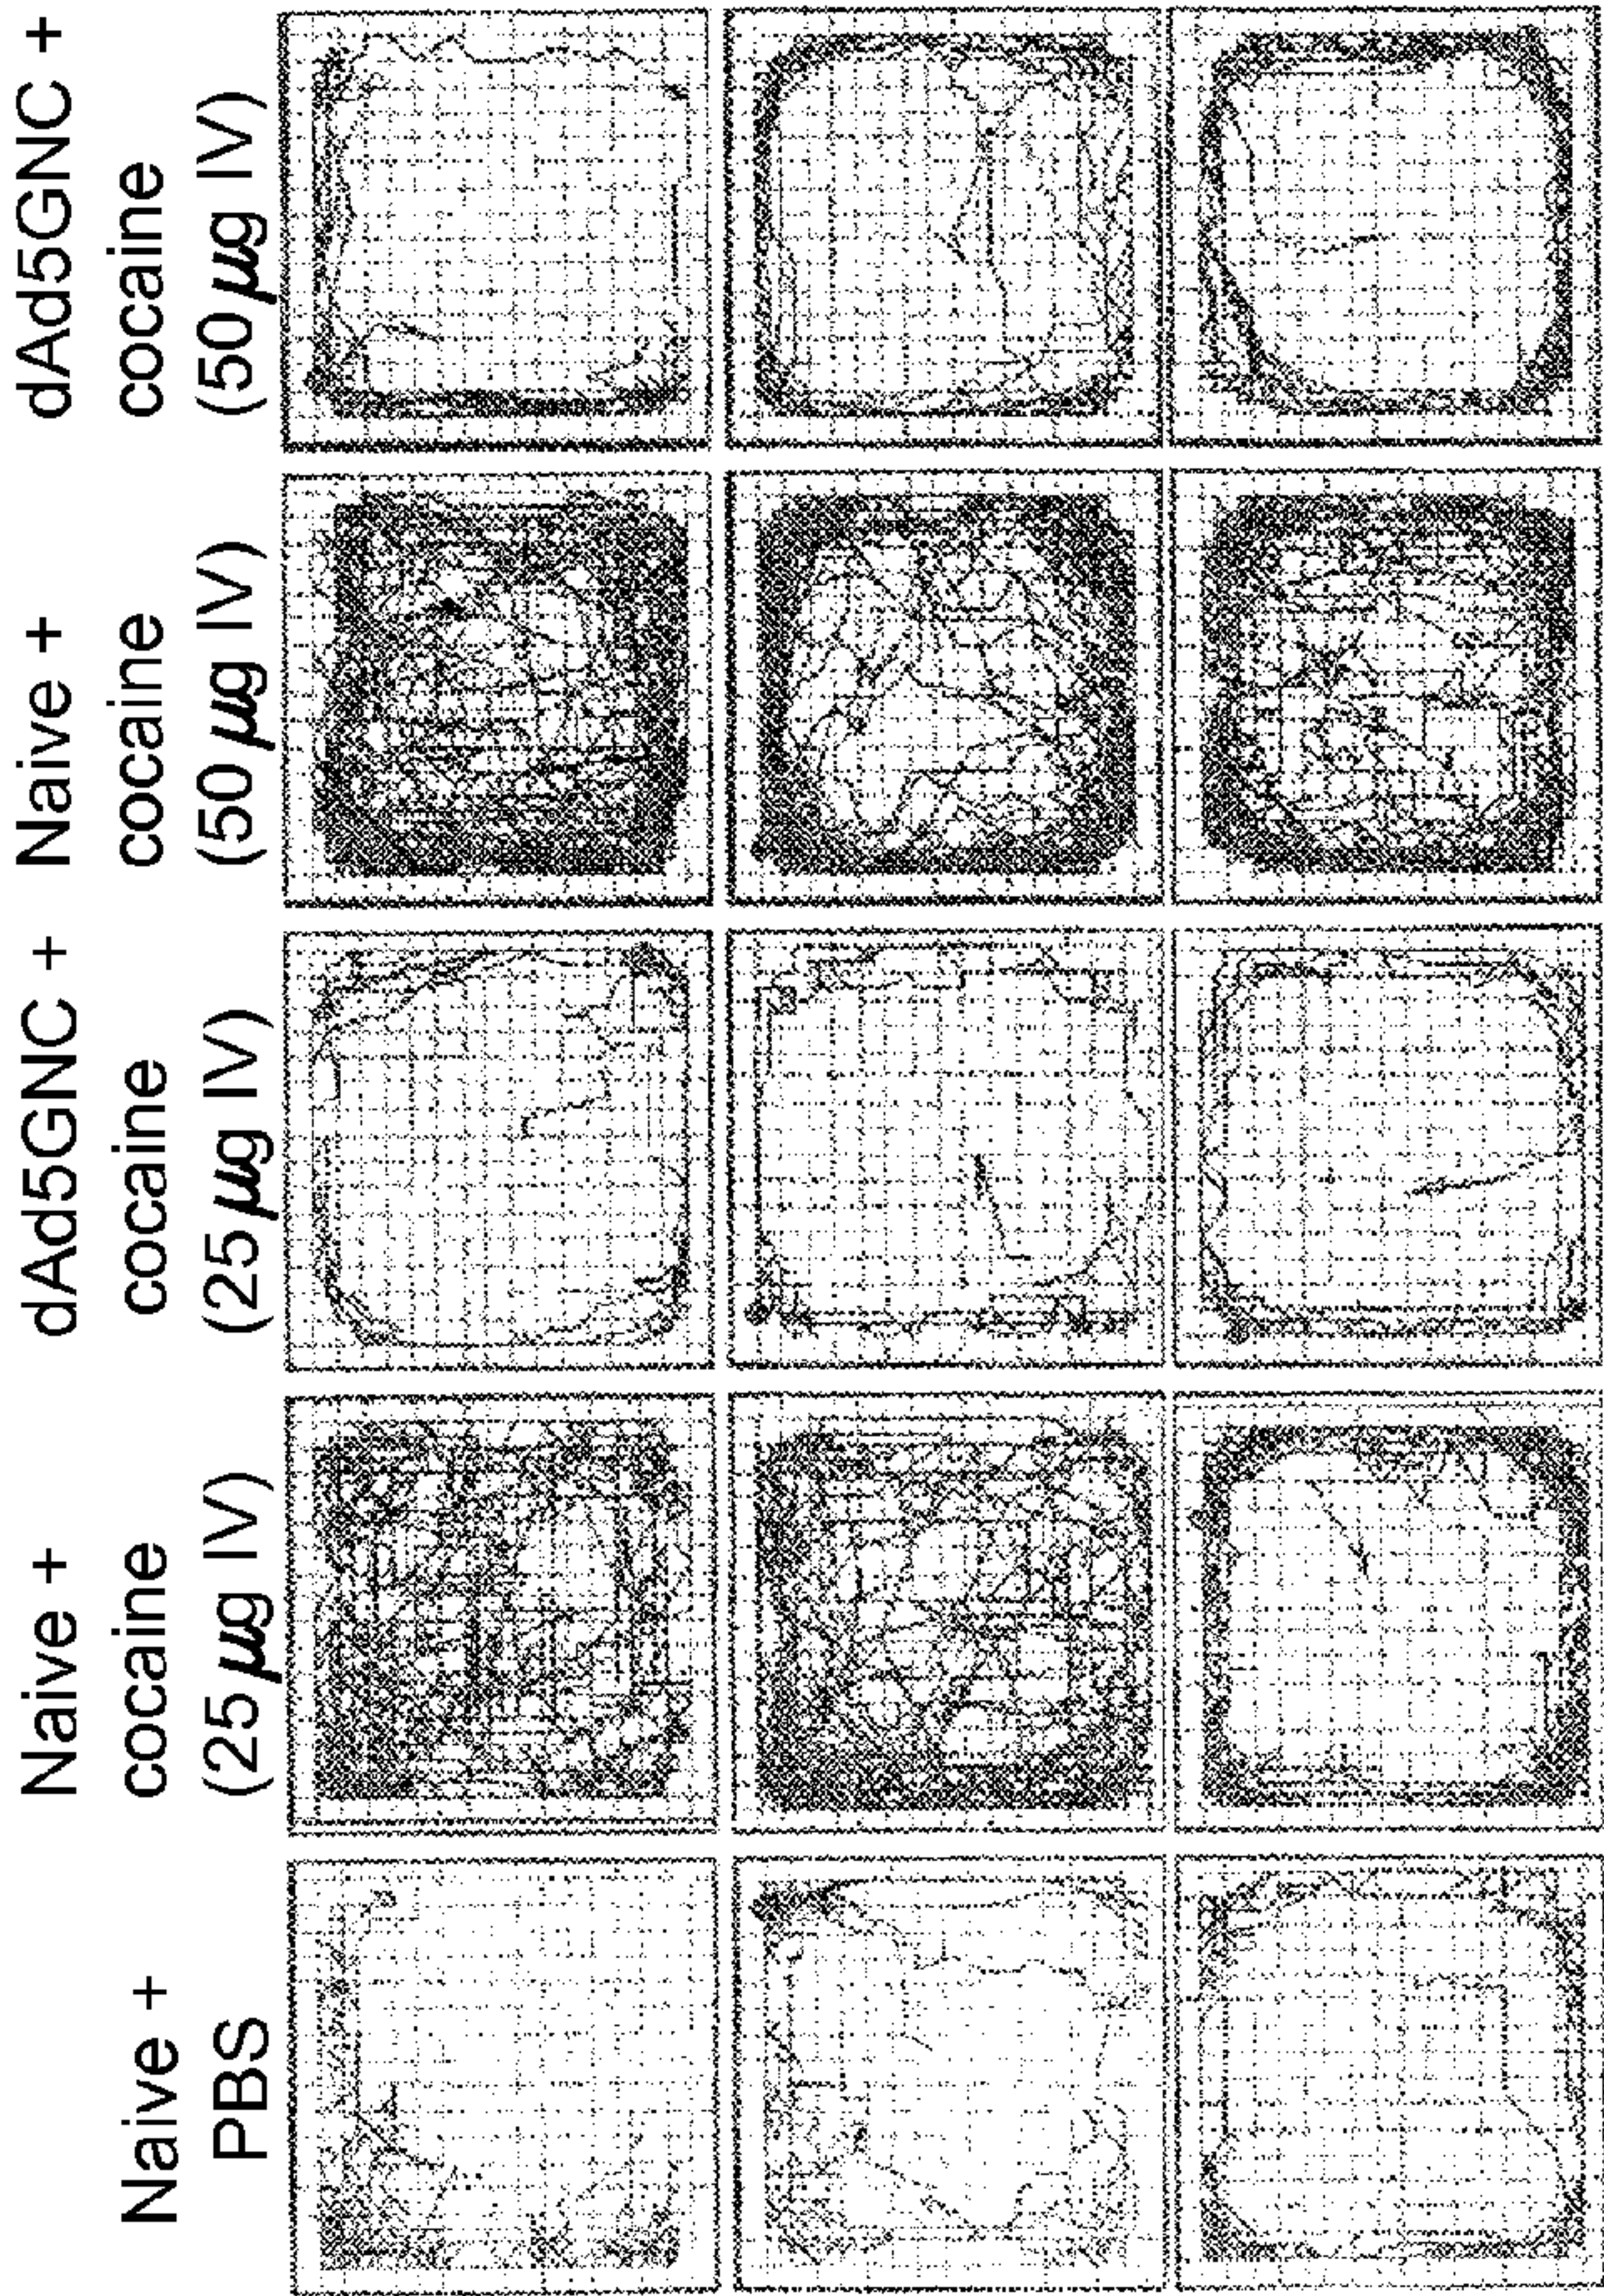 Naive +
PBS
Naive +
cocaine
(25 µg IV)
dAd5GNC +
cocaine
(25 µg IV)
Naive +
cocaine
(50 µg IV)
dAd5GNC +
cocaine
(50 µg IV)